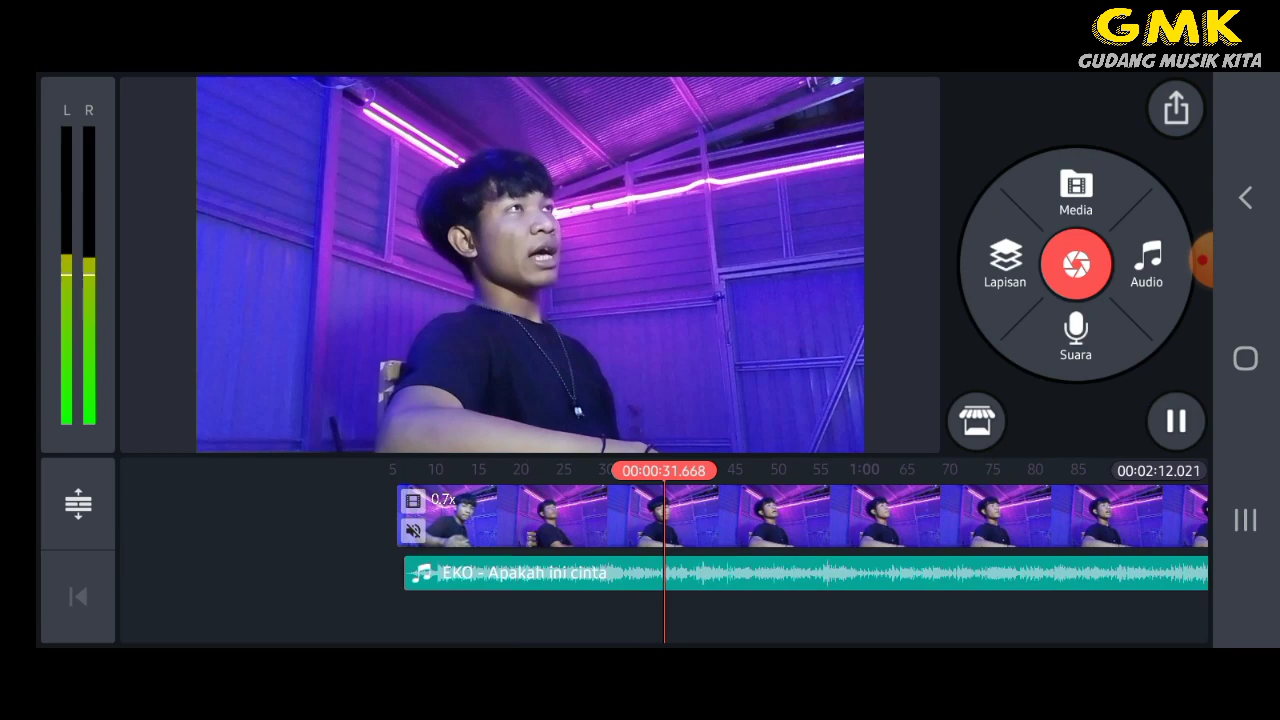 GMK
GUDANG MUSIK KITA
L R
Media
Lapisan
Audio
Suara
5 10 15 20 25 30 00:00:31.668 45 50 55 1:00 65 70 75 80 85 00:02:12.021
0,7x
EKO - Apakah ini cinta